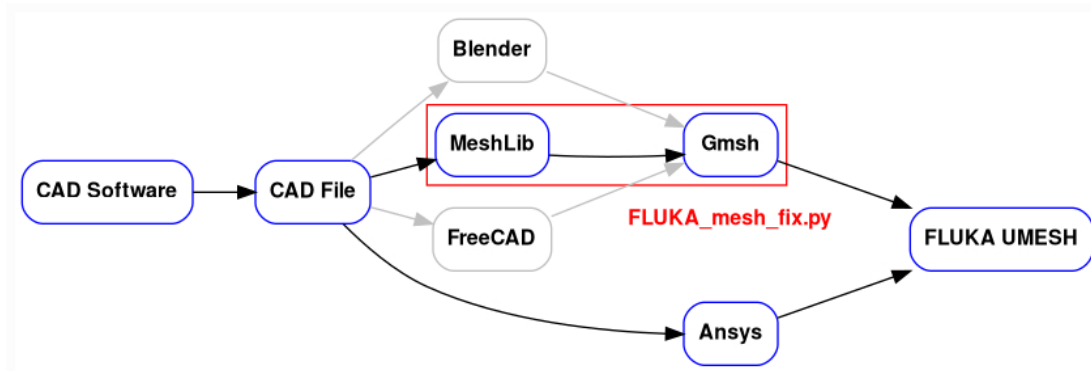 Blender
MeshLib
Gmsh
CAD Software
CAD File
FLUKA_mesh_fix.py
FreeCAD
FLUKA UMESH
Ansys